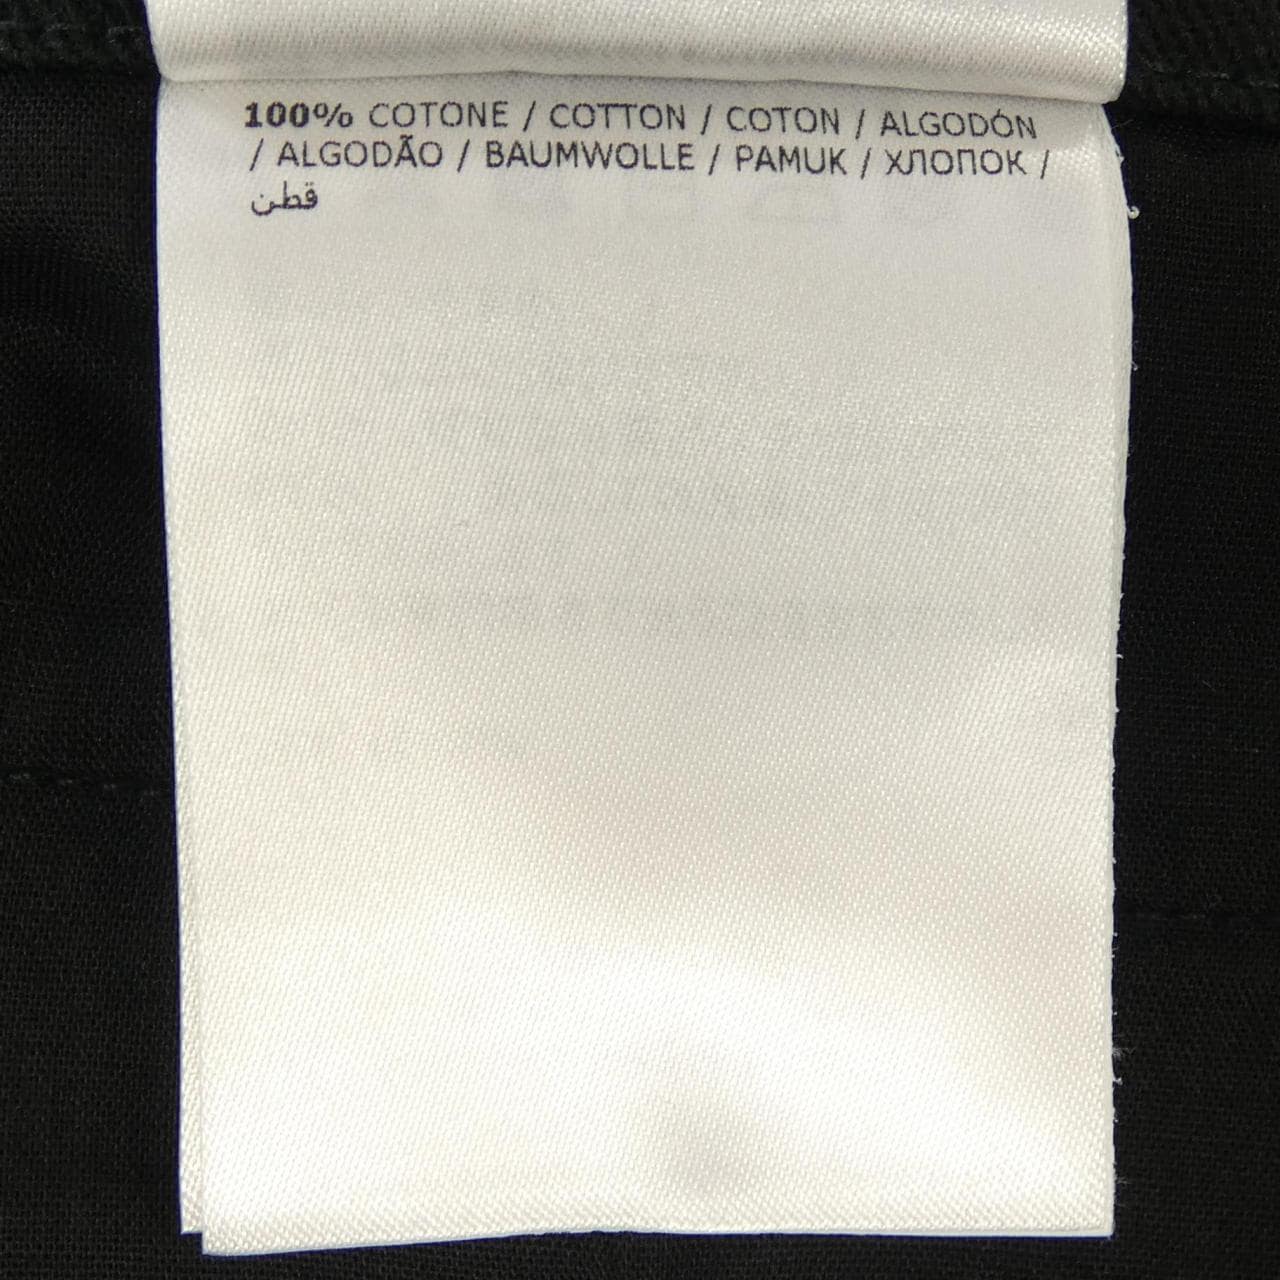 100% COTONE / COTTON / COTON / ALGODÓN
/ ALGODÃO / BAUMWOLLE / PAMUK / ХЛОПОК /
قطن